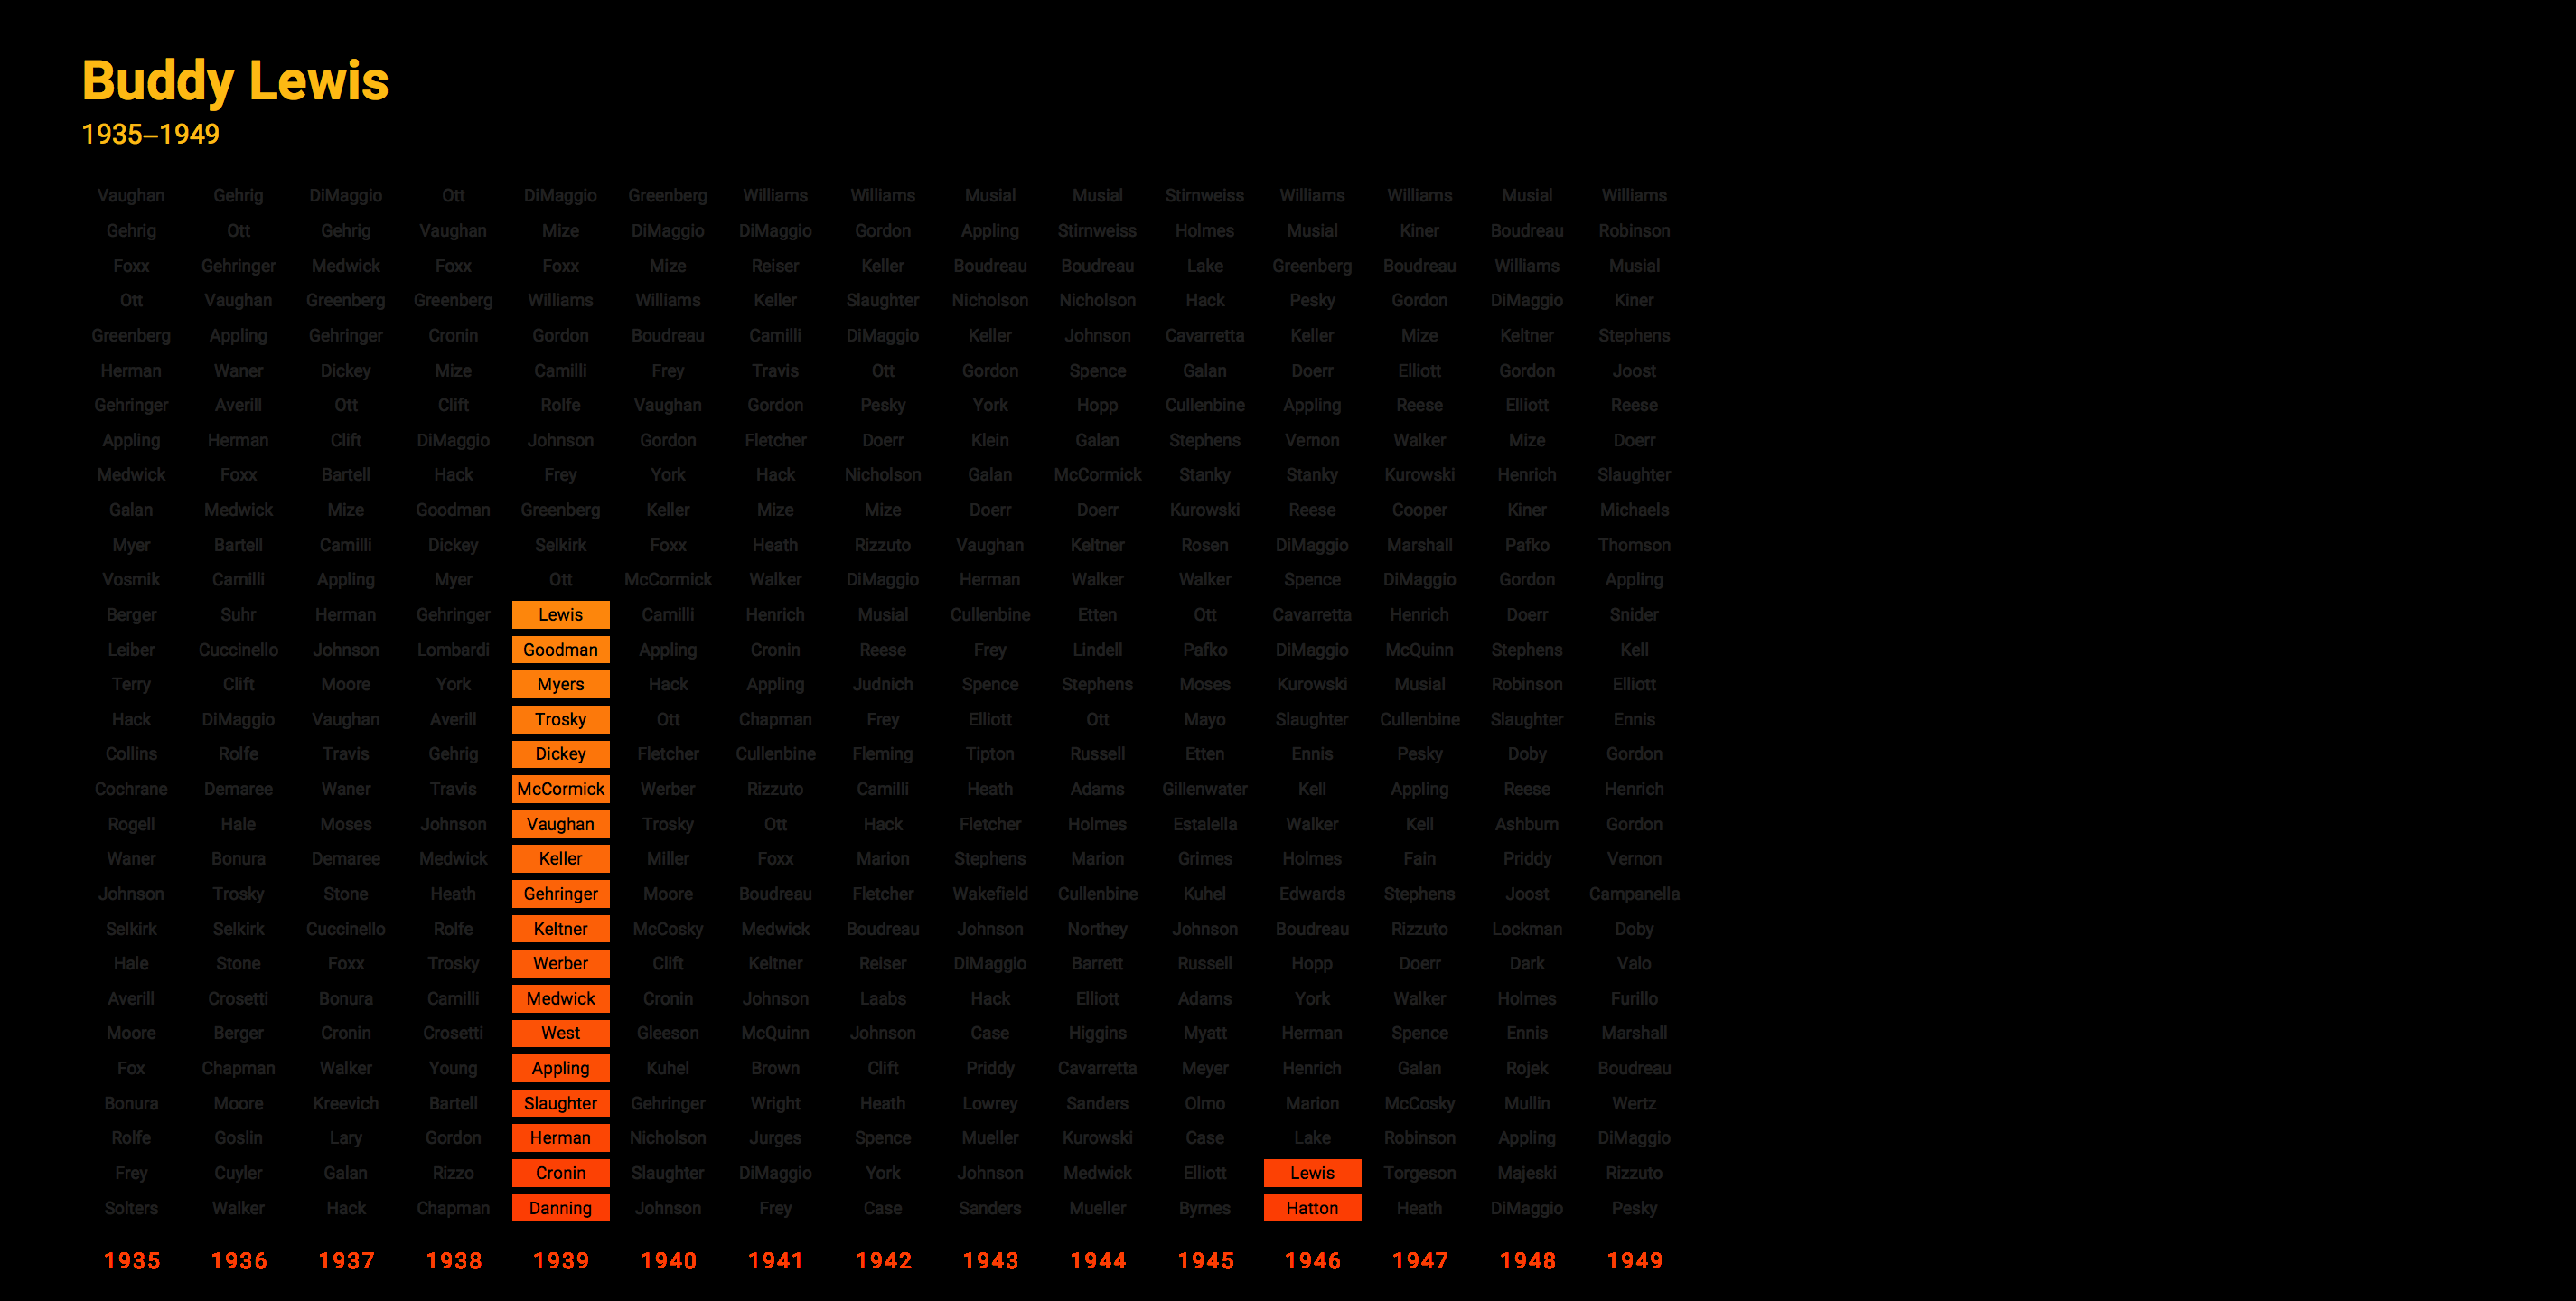 Buddy Lewis
1935–1949
Vaughan Gehrig DiMaggio Ott DiMaggio Greenberg Williams Williams Musial Musial Stirnweiss Williams Williams Musial Williams
Gehrig Ott Gehrig Vaughan Mize DiMaggio DiMaggio Gordon Appling Stirnweiss Holmes Musial Kiner Boudreau Robinson
Foxx Gehringer Medwick Foxx Foxx Mize Reiser Keller Boudreau Boudreau Lake Greenberg Boudreau Williams Musial
Ott Vaughan Greenberg Greenberg Williams Williams Keller Slaughter Nicholson Nicholson Hack Pesky Gordon DiMaggio Kiner
Greenberg Appling Gehringer Cronin Gordon Boudreau Camilli DiMaggio Keller Johnson Cavarretta Keller Mize Keltner Stephens
Herman Waner Dickey Mize Camilli Frey Travis Ott Gordon Spence Galan Doerr Elliott Gordon Joost
Gehringer Averill Ott Clift Rolfe Vaughan Gordon Pesky York Hopp Cullenbine Appling Reese Elliott Reese
Appling Herman Clift DiMaggio Johnson Gordon Fletcher Doerr Klein Galan Stephens Vernon Walker Mize Doerr
Medwick Foxx Bartell Hack Frey York Hack Nicholson Galan McCormick Stanky Stanky Kurowski Henrich Slaughter
Galan Medwick Mize Goodman Greenberg Keller Mize Mize Doerr Doerr Kurowski Reese Cooper Kiner Michaels
Myer Bartell Camilli Dickey Selkirk Foxx Heath Rizzuto Vaughan Keltner Rosen DiMaggio Marshall Pafko Thomson
Vosmik Camilli Appling Myer Ott McCormick Walker DiMaggio Herman Walker Walker Spence DiMaggio Gordon Appling
Berger Suhr Herman Gehringer Lewis Camilli Henrich Musial Cullenbine Etten Ott Cavarretta Henrich Doerr Snider
Leiber Cuccinello Johnson Lombardi Goodman Appling Cronin Reese Frey Lindell Pafko DiMaggio McQuinn Stephens Kell
Terry Clift Moore York Myers Hack Appling Judnich Spence Stephens Moses Kurowski Musial Robinson Elliott
Hack DiMaggio Vaughan Averill Trosky Ott Chapman Frey Elliott Ott Mayo Slaughter Cullenbine Slaughter Ennis
Collins Rolfe Travis Gehrig Dickey Fletcher Cullenbine Fleming Tipton Russell Etten Ennis Pesky Doby Gordon
Cochrane Demaree Waner Travis McCormick Werber Rizzuto Camilli Heath Adams Gillenwater Kell Appling Reese Henrich
Rogell Hale Moses Johnson Vaughan Trosky Ott Hack Fletcher Holmes Estalella Walker Kell Ashburn Gordon
Waner Bonura Demaree Medwick Keller Miller Foxx Marion Stephens Marion Grimes Holmes Fain Priddy Vernon
Johnson Trosky Stone Heath Gehringer Moore Boudreau Fletcher Wakefield Cullenbine Kuhel Edwards Stephens Joost Campanella
Selkirk Selkirk Cuccinello Rolfe Keltner McCosky Medwick Boudreau Johnson Northey Johnson Boudreau Rizzuto Lockman Doby
Hale Stone Foxx Trosky Werber Clift Keltner Reiser DiMaggio Barrett Russell Hopp Doerr Dark Valo
Averill Crosetti Bonura Camilli Medwick Cronin Johnson Laabs Hack Elliott Adams York Walker Holmes Furillo
Moore Berger Cronin Crosetti West Gleeson McQuinn Johnson Case Higgins Myatt Herman Spence Ennis Marshall
Fox Chapman Walker Young Appling Kuhel Brown Clift Priddy Cavarretta Meyer Henrich Galan Rojek Boudreau
Bonura Moore Kreevich Bartell Slaughter Gehringer Wright Heath Lowrey Sanders Olmo Marion McCosky Mullin Wertz
Rolfe Goslin Lary Gordon Herman Nicholson Jurges Spence Mueller Kurowski Case Lake Robinson Appling DiMaggio
Frey Cuyler Galan Rizzo Cronin Slaughter DiMaggio York Johnson Medwick Elliott Lewis Torgeson Majeski Rizzuto
Solters Walker Hack Chapman Danning Johnson Frey Case Sanders Mueller Byrnes Hatton Heath DiMaggio Pesky
1935 1936 1937 1938 1939 1940 1941 1942 1943 1944 1945 1946 1947 1948 1949